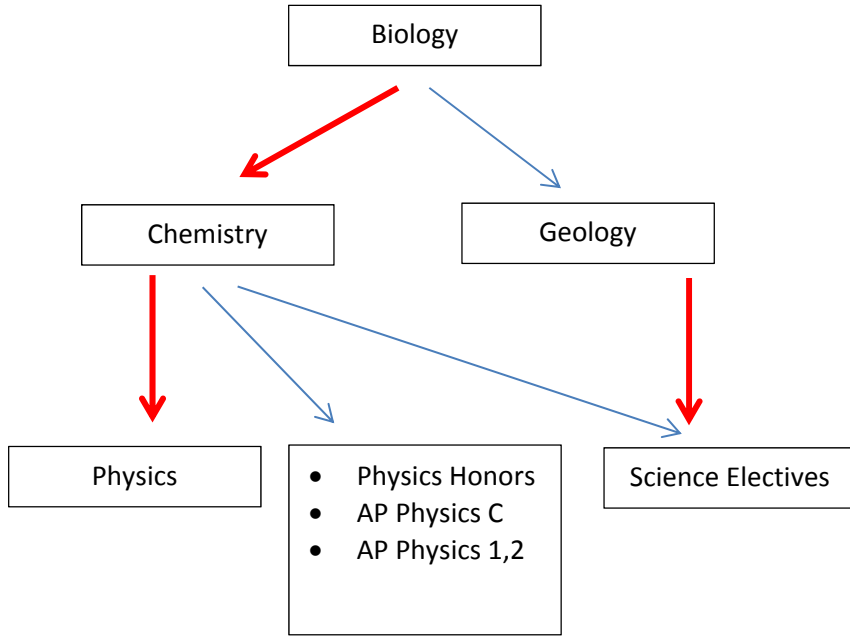 Biology
Chemistry
Geology
Physics
• Physics Honors
• AP Physics C
• AP Physics 1,2
Science Electives